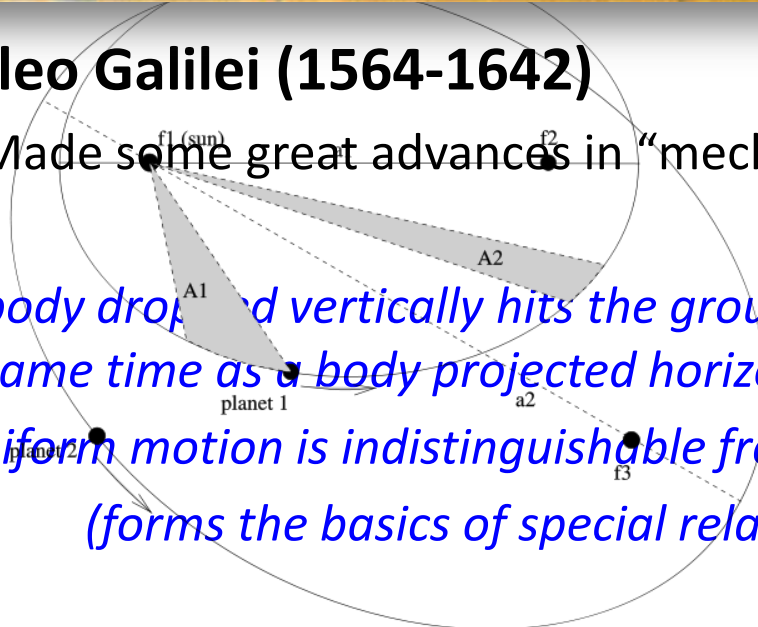 leo Galilei (1564-1642)
f1 (sun)
f2
Made some great advances in “mech
A2
A1
body dropped vertically hits the grou
ame time as a body projected horiz
planet 1
a2
iform motion is indistinguishable fr
planet 2
f3
(forms the basics of special rela